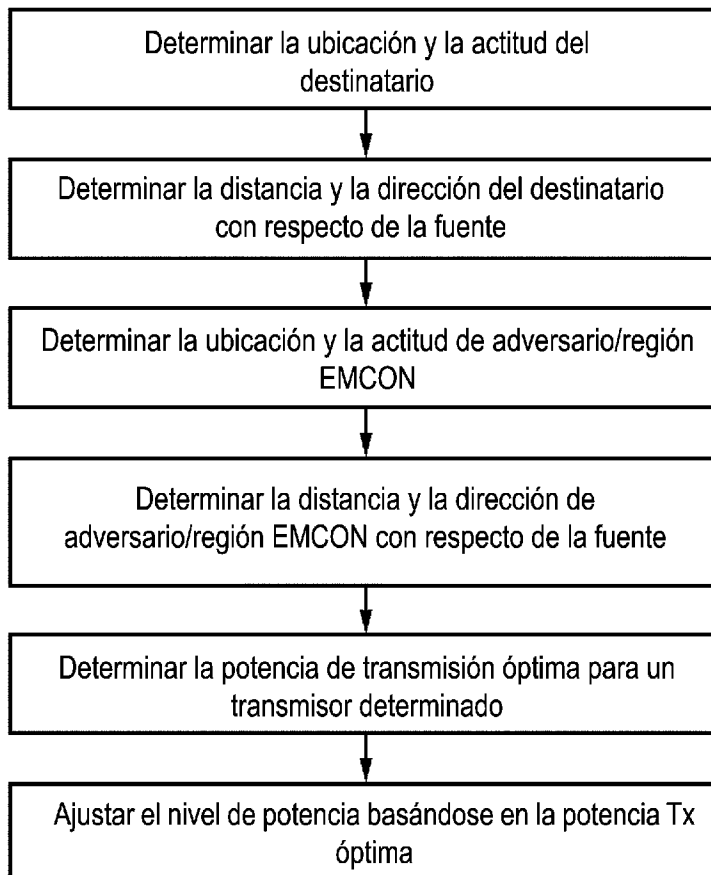 Determinar la ubicación y la actitud del
destinatario
Determinar la distancia y la dirección del destinatario
con respecto de la fuente
Determinar la ubicación y la actitud de adversario/región
EMCON
Determinar la distancia y la dirección de
adversario/región EMCON con respecto de la fuente
Determinar la potencia de transmisión óptima para un
transmisor determinado
Ajustar el nivel de potencia basándose en la potencia Tx
óptima